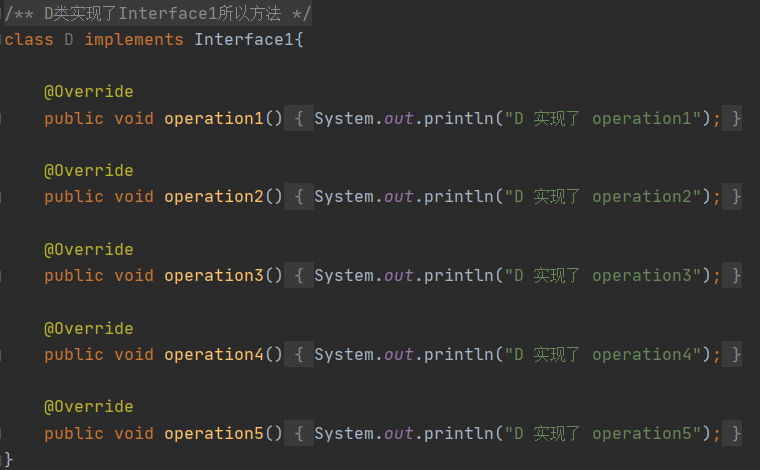 /** D类实现了Interface1所以方法 */
class D implements Interface1{
@Override
public void operation1() { System.out.println("D 实现了 operation1"); }
@Override
public void operation2() { System.out.println("D 实现了 operation2"); }
@Override
public void operation3() { System.out.println("D 实现了 operation3"); }
@Override
public void operation4() { System.out.println("D 实现了 operation4"); }
@Override
public void operation5() { System.out.println("D 实现了 operation5"); }
}